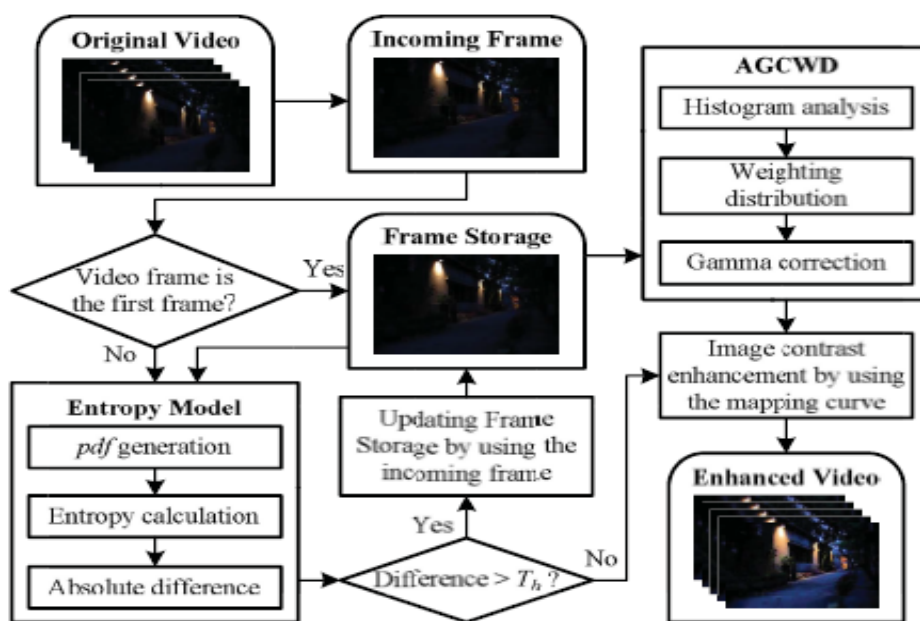 Original Video
Incoming Frame
AGCWD
Histogram analysis
Weighting
distribution
Gamma correction
Video frame is
the first frame?
Yes
No
Frame Storage
Image contrast
enhancement by using
the mapping curve
Entropy Model
pdf generation
Entropy calculation
Absolute difference
Updating Frame
Storage by using the
incoming frame
Yes
Difference > Th ?
No
Enhanced Video